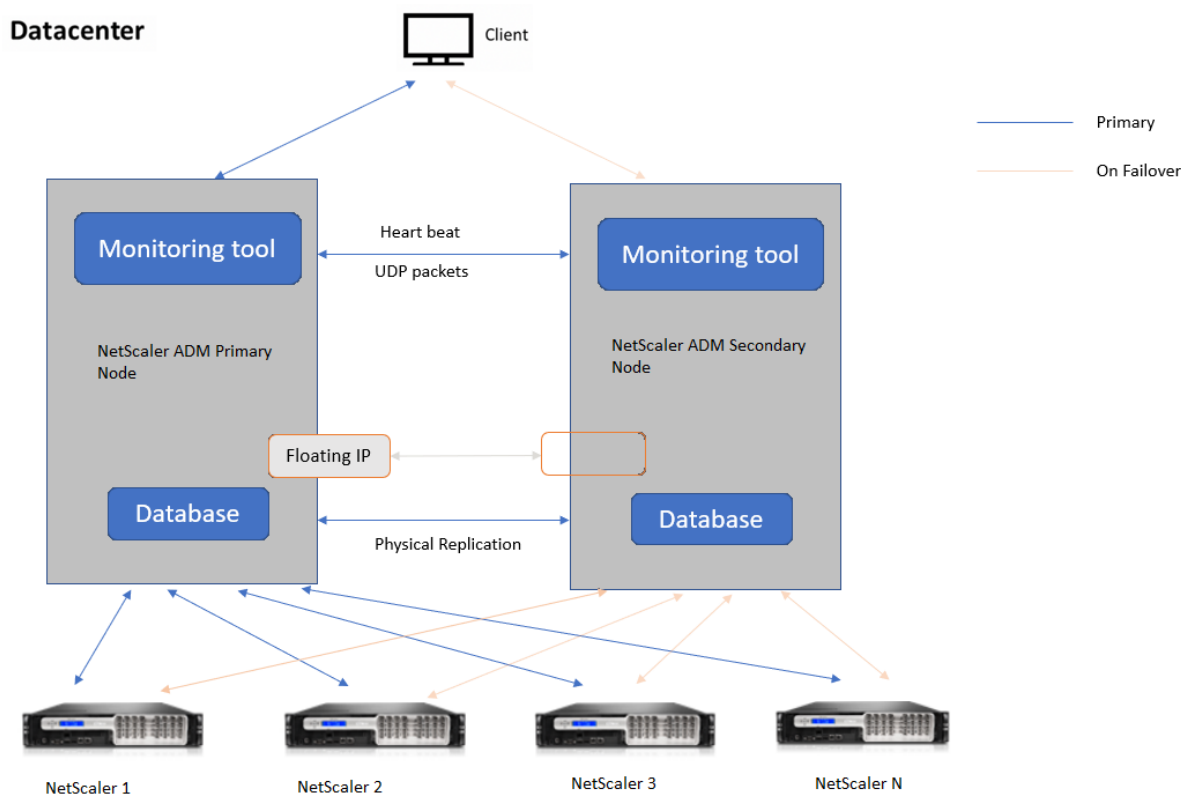 Datacenter
Client
Primary
On Failover
Monitoring tool
Heart beat
UDP packets
Monitoring tool
NetScaler ADM Primary
Node
NetScaler ADM Secondary
Node
Floating IP
Database
Physical Replication
Database
NetScaler 1
NetScaler 2
NetScaler 3
NetScaler N